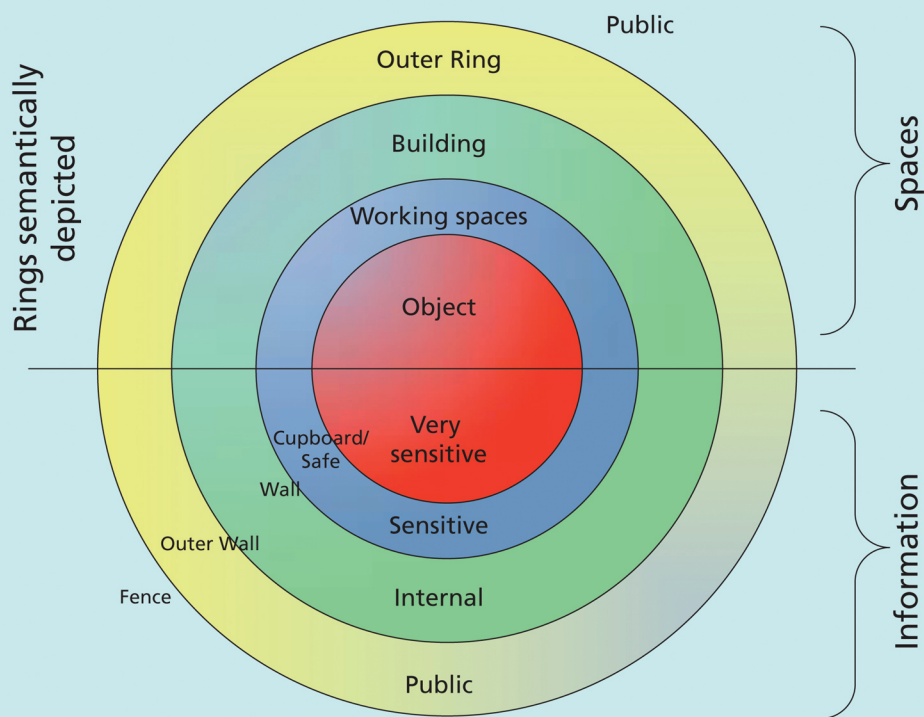 Public
Outer Ring
Building
Working spaces
Object
Rings semantically
depicted
Spaces
Very
sensitive
Cupboard/
Safe
Wall
Sensitive
Outer Wall
Fence
Internal
Public
Information